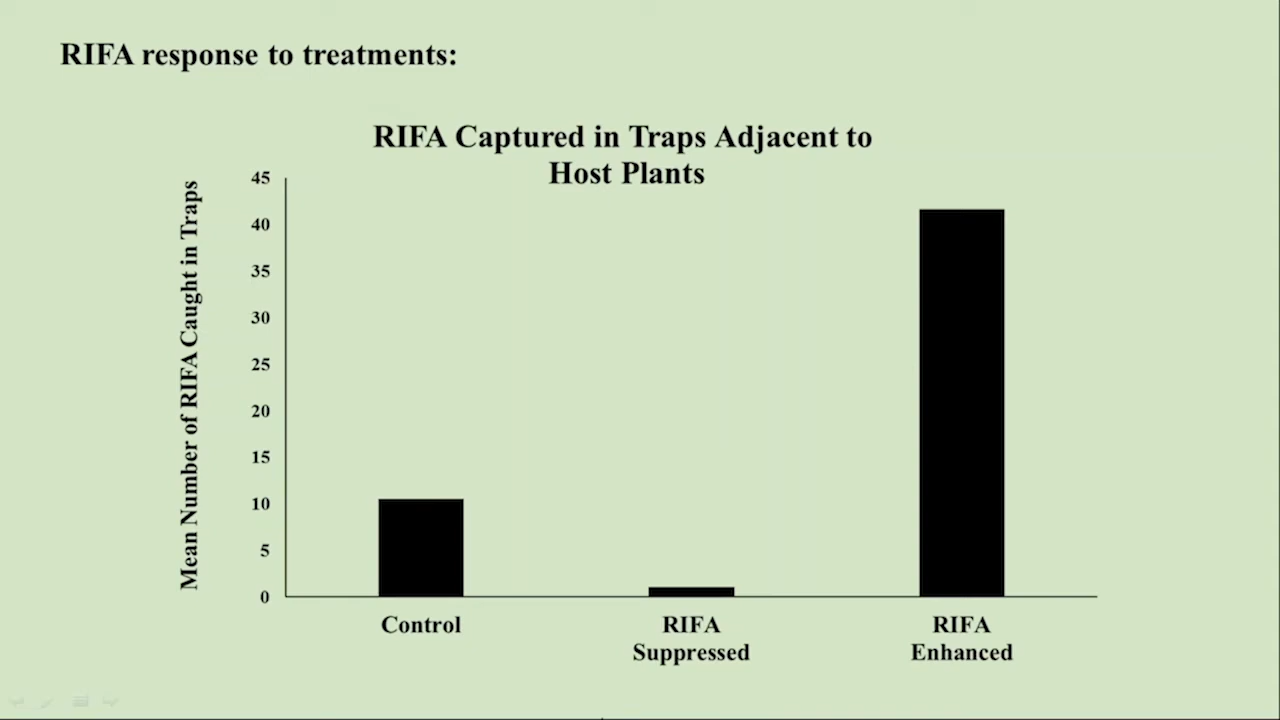 RIFA response to treatments:
RIFA Captured in Traps Adjacent to
Host Plants
Mean Number of RIFA Caught in Traps
45
40
35
30
25
20
15
10
5
0
Control
RIFA
Suppressed
RIFA
Enhanced